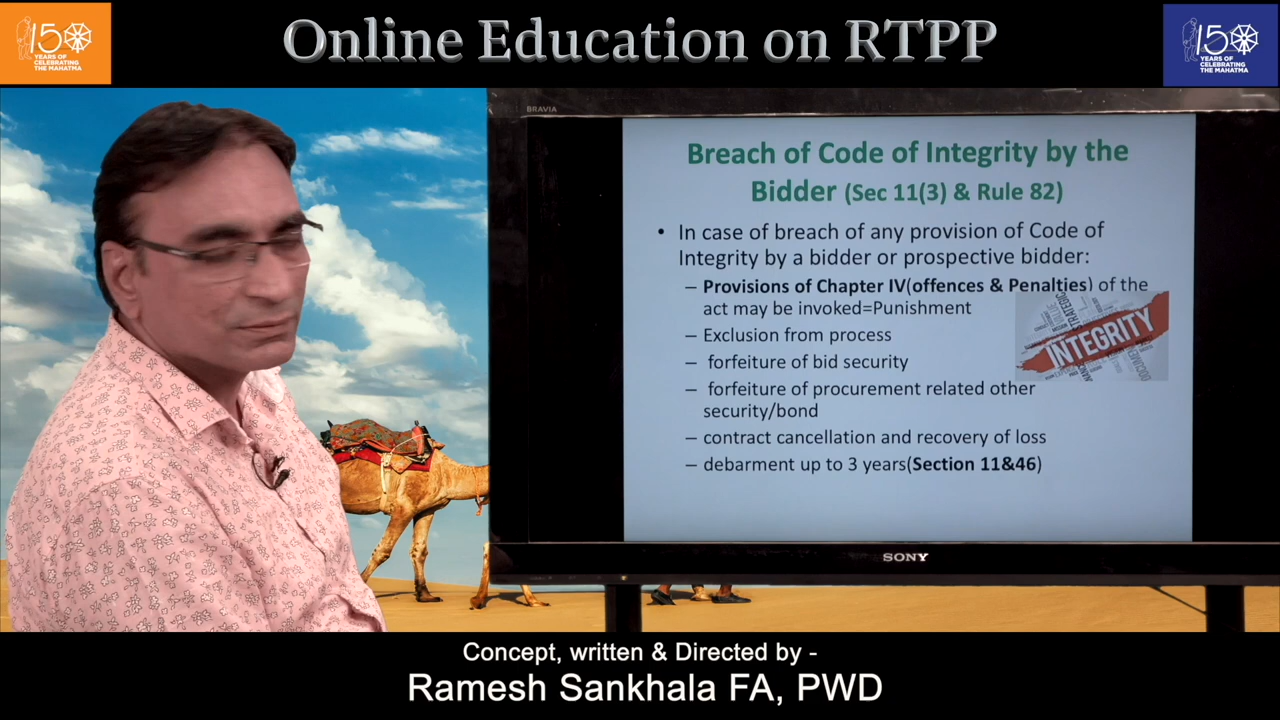 Online Education on RTPP
150
YEARS OF
CELEBRATING
THE MAHATMA
150
YEARS OF
CELEBRATING
THE MAHATMA
BRAVIA
Breach of Code of Integrity by the
Bidder (Sec 11(3) & Rule 82)
• In case of breach of any provision of Code of
Integrity by a bidder or prospective bidder:
– Provisions of Chapter IV(offences & Penalties) of the
act may be invoked=Punishment
– Exclusion from process
– forfeiture of bid security
– forfeiture of procurement related other
security/bond
– contract cancellation and recovery of loss
– debarment up to 3 years(Section 11&46)
STRATEGIC
INTEGRITY
SONY
Concept, written & Directed by -
Ramesh Sankhala FA, PWD